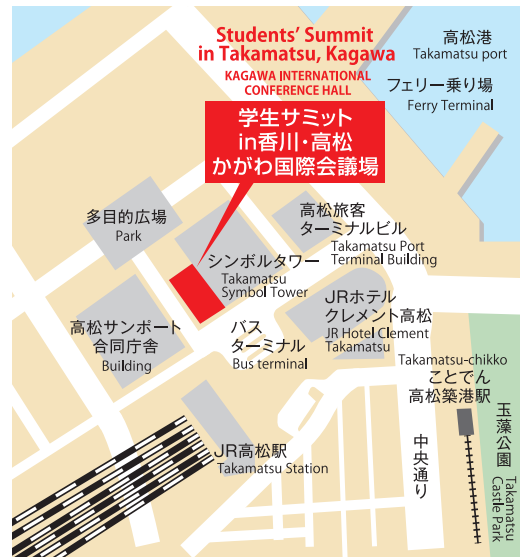 Students’ Summit
in Takamatsu, Kagawa
KAGAWA INTERNATIONAL
CONFERENCE HALL
学生サミット
in香川・高松
かがわ国際会議場
高松港
Takamatsu port
フェリー乗り場
Ferry Terminal
多目的広場
Park
高松旅客
ターミナルビル
Takamatsu Port
Terminal Building
シンボルタワー
Takamatsu
Symbol Tower
JRホテル
クレメント高松
JR Hotel Clement
Takamatsu
高松サンポート
合同庁舎
Building
バス
ターミナル
Bus terminal
Takamatsu-chikko
ことでん
高松築港駅
JR高松駅
Takamatsu Station
中央通り
玉藻公園
Takamatsu
Castle Park